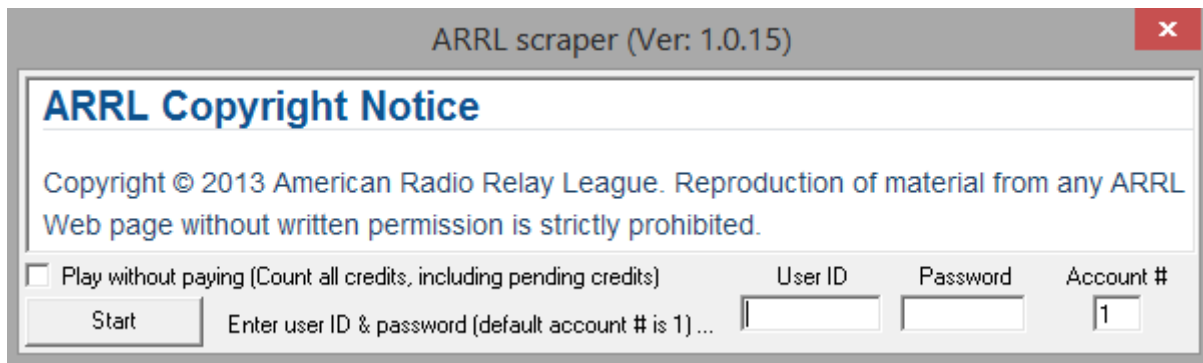 ARRL scraper (Ver: 1.0.15)
x
ARRL Copyright Notice
Copyright © 2013 American Radio Relay League. Reproduction of material from any ARRL
Web page without written permission is strictly prohibited.
Play without paying (Count all credits, including pending credits)
User ID
Password
Account #
Start
Enter user ID & password (default account # is 1) ...
1